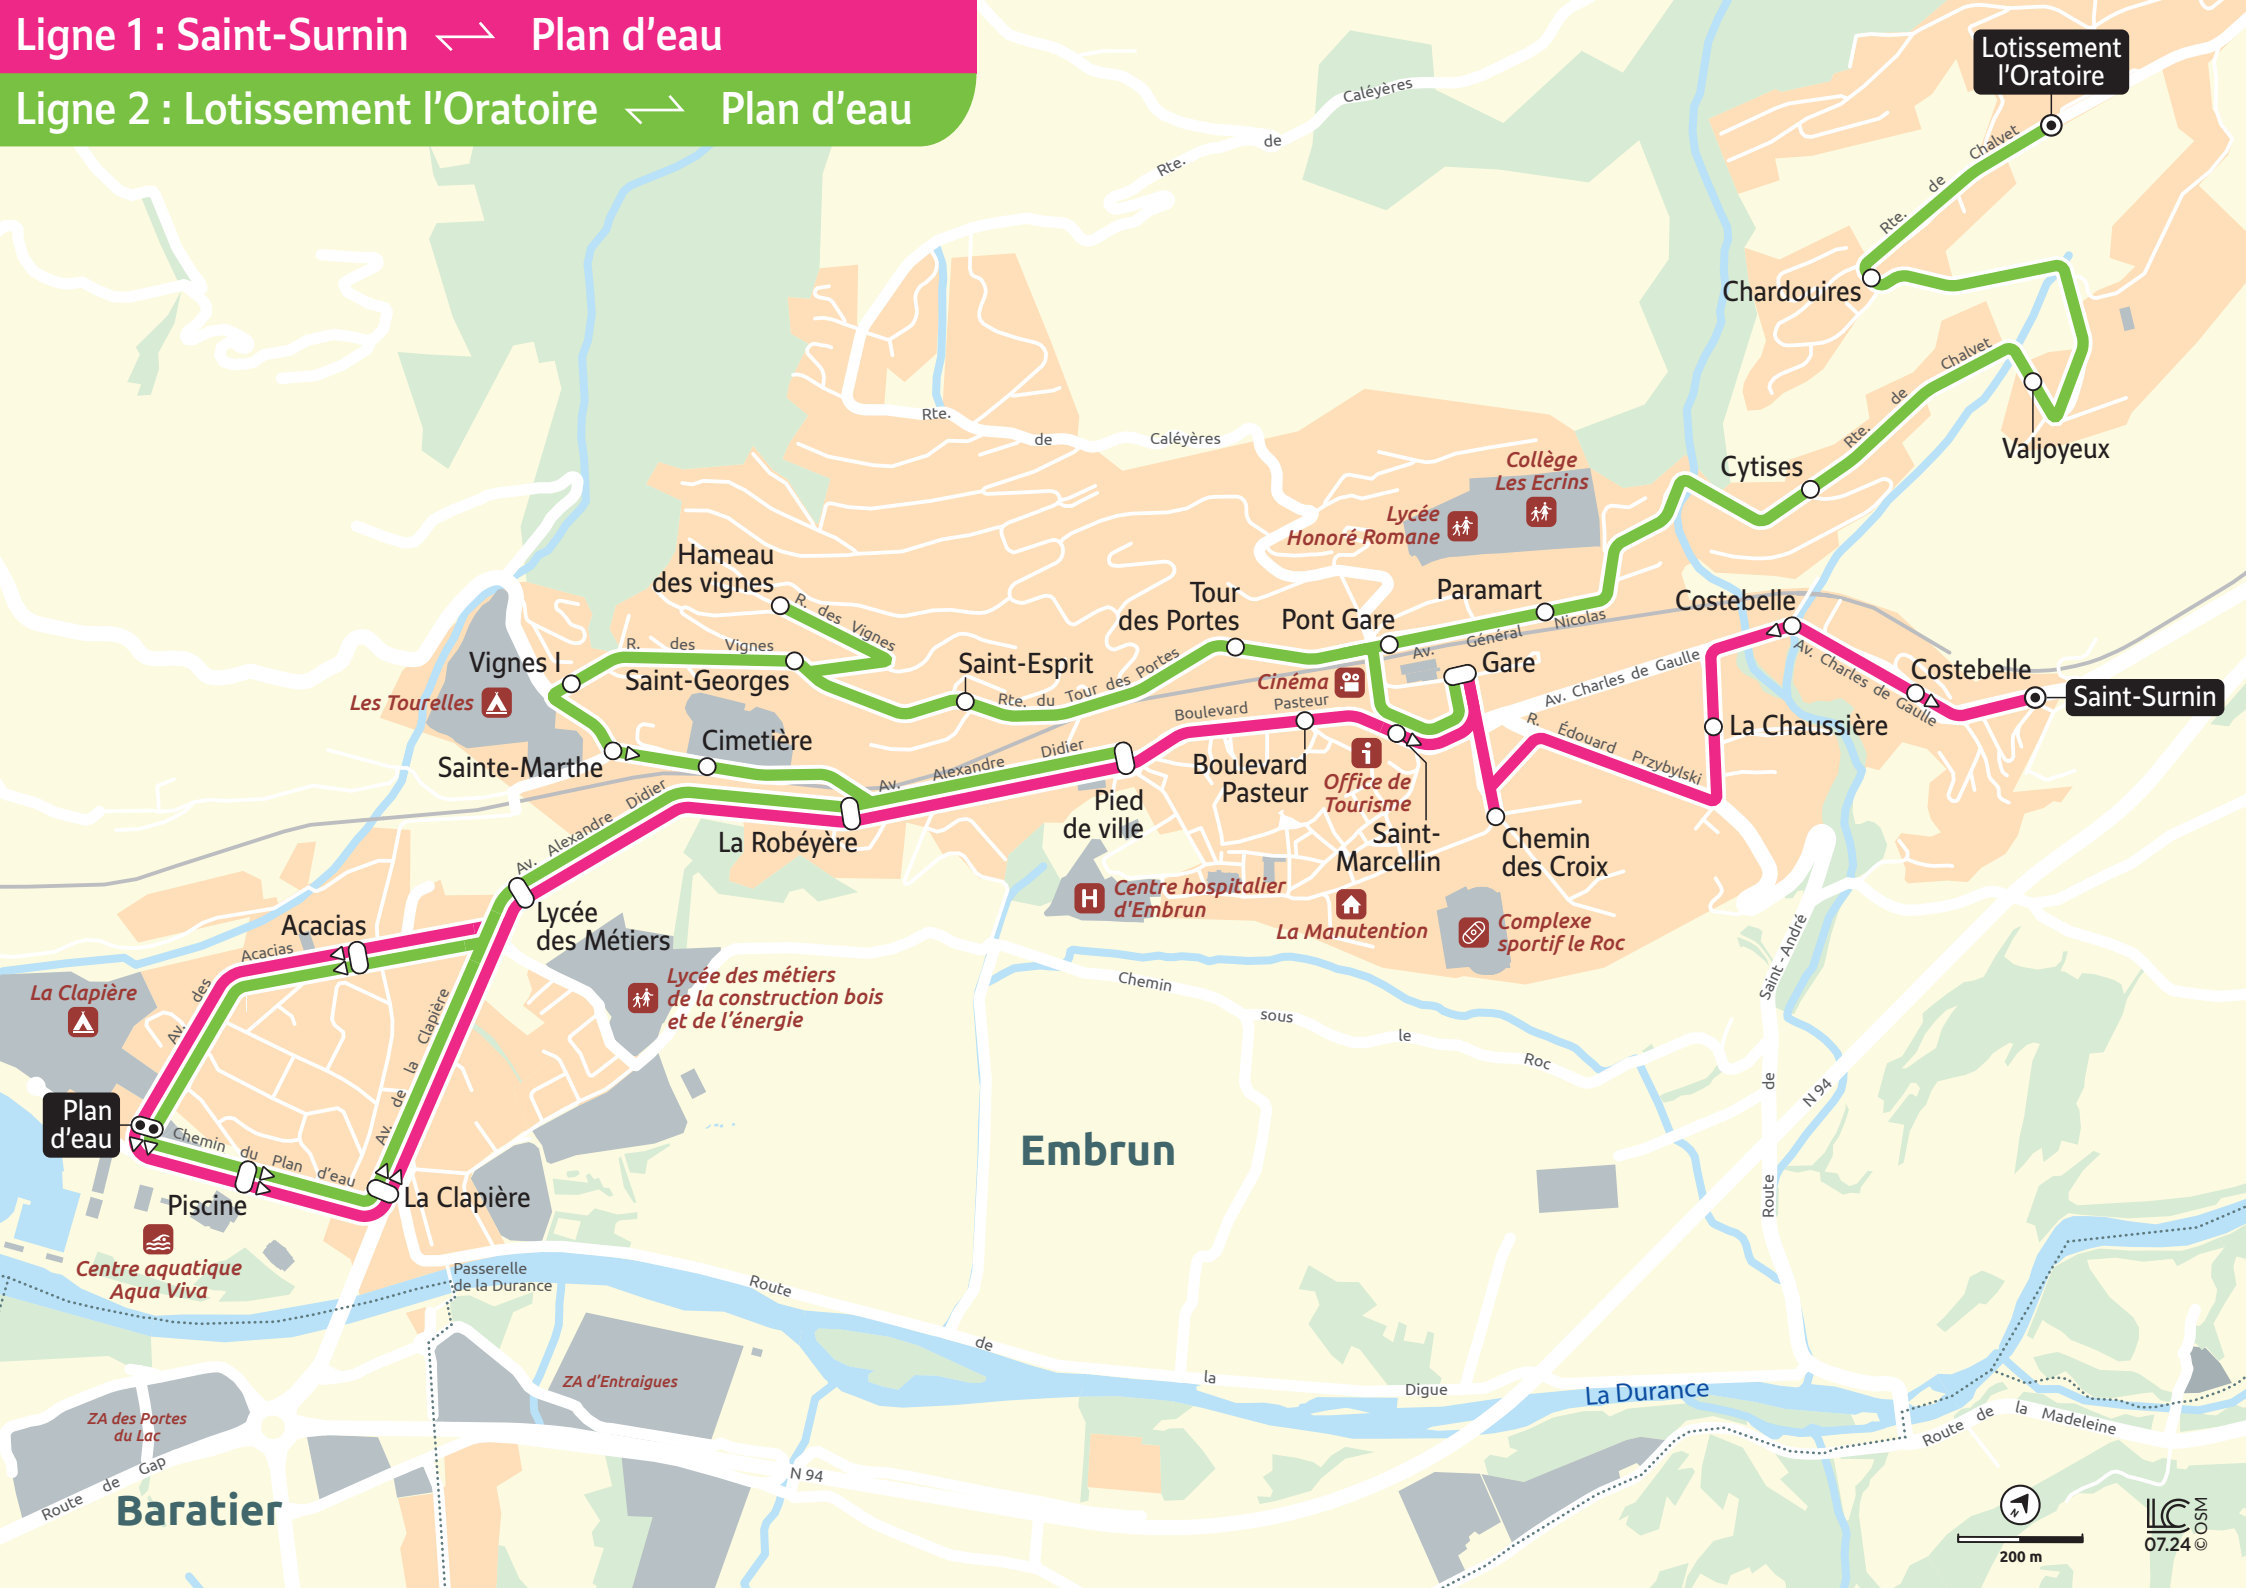 Ligne 1 : Saint-Surnin ⇌ Plan d'eau
Ligne 2 : Lotissement l'Oratoire ⇌ Plan d'eau
Lotissement
l'Oratoire
Rte. de Chalvet
Chardouires
Rte. de Chalvet
Valjoyeux
Cytises
Rte. de Caléyères
Rte. de Caléyères
Collège
Les Ecrins
Lycée
Honoré Romane
Hameau
des vignes
R. des Vignes
R. des Vignes
Vignes I
Saint-Georges
Les Tourelles
Saint-Esprit
Rte. du Tour des Portes
Tour
des Portes
Pont Gare
Paramart
Av. Général Nicolas
Gare
Cinéma
Costebelle
Av. Charles de Gaulle
Av. Charles de Gaulle
Costebelle
Saint-Surnin
La Chaussière
R. Édouard Przybylski
Sainte-Marthe
Cimetière
Boulevard Pasteur
Boulevard
Pasteur
Office de
Tourisme
Saint-
Marcellin
Chemin
des Croix
Av. Alexandre Didier
Av. Alexandre Didier
La Robéyère
Pied
de ville
Centre hospitalier
d'Embrun
La Manutention
Complexe
sportif le Roc
Acacias
Av. des Acacias
Lycée
des Métiers
Lycée des métiers
de la construction bois
et de l'énergie
La Clapière
Av. de la Clapière
Plan
d'eau
Chemin du Plan d'eau
Piscine
La Clapière
Centre aquatique
Aqua Viva
Chemin sous le Roc
Route de Saint-André
N 94
Embrun
Passerelle
de la Durance
Route de la Digue
La Durance
ZA d'Entraigues
ZA des Portes
du Lac
Route de Gap
Baratier
N 94
Route de la Madeleine
N
200 m
LC
07.24
© OSM